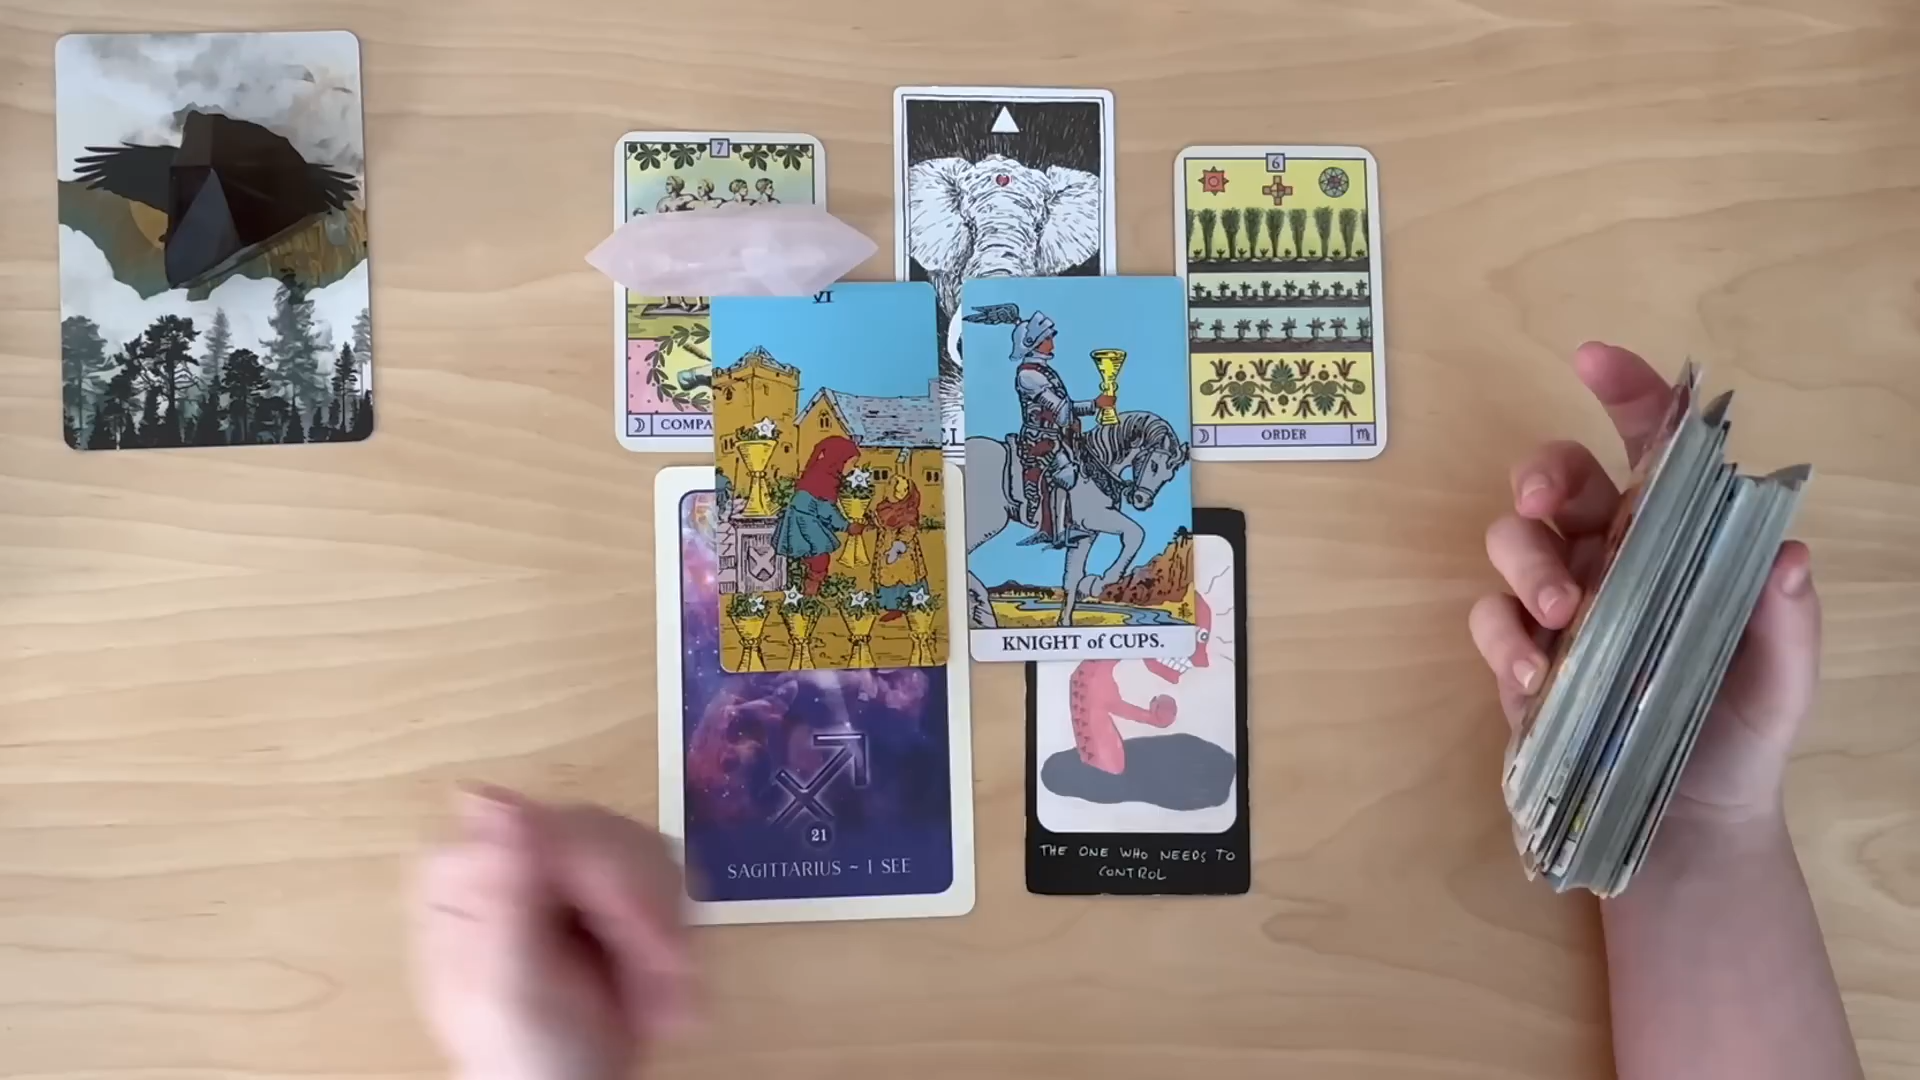 7
6
COMPA
ORDER
VI
KNIGHT of CUPS.
21
SAGITTARIUS ~ I SEE
THE ONE WHO NEEDS TO
CONTROL